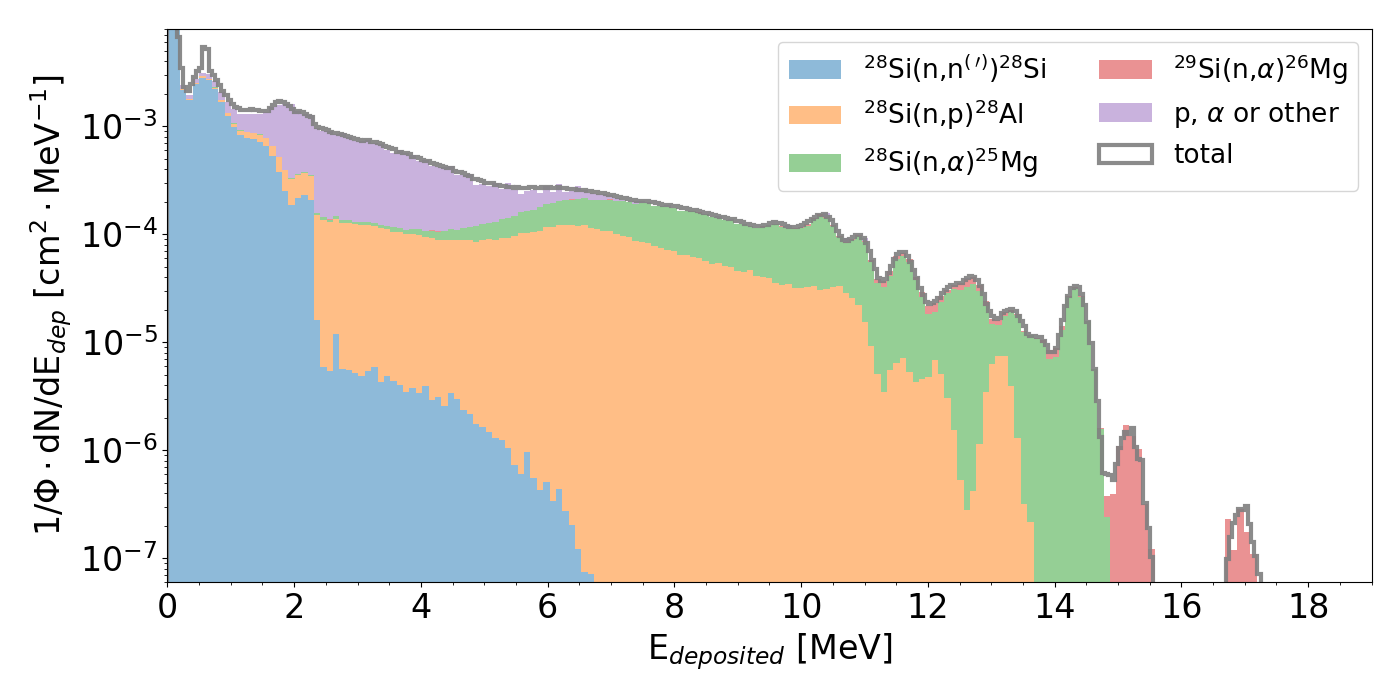 1/Φ · dN/dE_dep [cm² · MeV⁻¹]
10⁻³
10⁻⁴
10⁻⁵
10⁻⁶
10⁻⁷
²⁸Si(n,n⁽′⁾)²⁸Si
²⁸Si(n,p)²⁸Al
²⁸Si(n,α)²⁵Mg
²⁹Si(n,α)²⁶Mg
p, α or other
total
0 2 4 6 8 10 12 14 16 18
E_deposited [MeV]